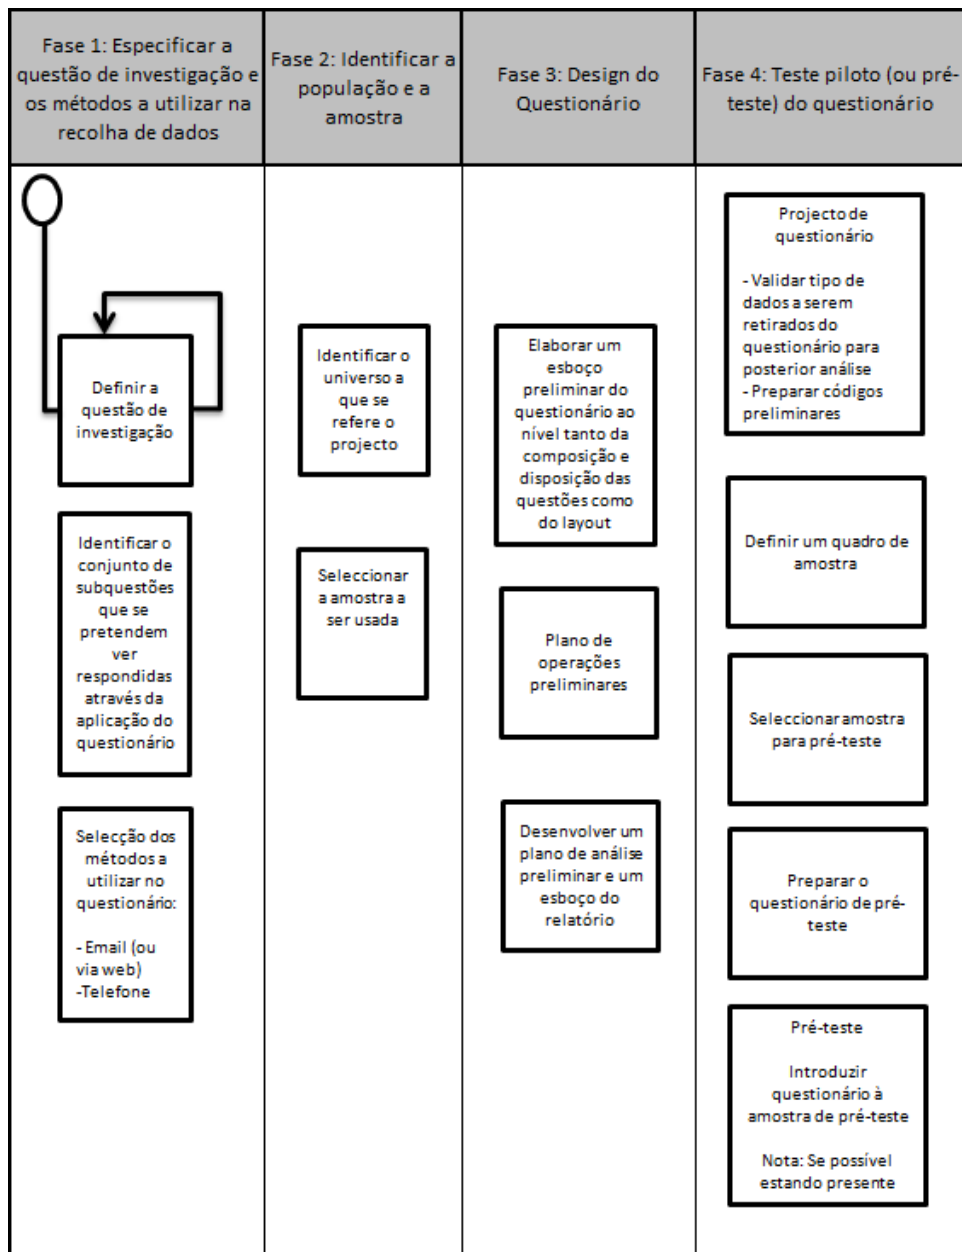 Fase 1: Especificar a
questão de investigação e
os métodos a utilizar na
recolha de dados
Fase 2: Identificar a
população e a
amostra
Fase 3: Design do
Questionário
Fase 4: Teste piloto (ou pré-
teste) do questionário
Definir a
questão de
investigação
Identificar o
conjunto de
subquestões
que se
pretendem
ver
respondidas
através da
aplicação do
questionário
Selecção dos
métodos a
utilizar no
questionário:
- Email (ou
via web)
-Telefone
Identificar o
universo a
que se
refere o
projecto
Seleccionar
a amostra a
ser usada
Elaborar um
esboço
preliminar do
questionário ao
nível tanto da
composição e
disposição das
questões como
do layout
Plano de
operações
preliminares
Desenvolver um
plano de análise
preliminar e um
esboço do
relatório
Projecto de
questionário
- Validar tipo de
dados a serem
retirados do
questionário para
posterior análise
- Preparar códigos
preliminares
Definir um quadro de
amostra
Seleccionar amostra
para pré-teste
Preparar o
questionário de pré-
teste
Pré-teste
Introduzir
questionário à
amostra de pré-teste
Nota: Se possível
estando presente